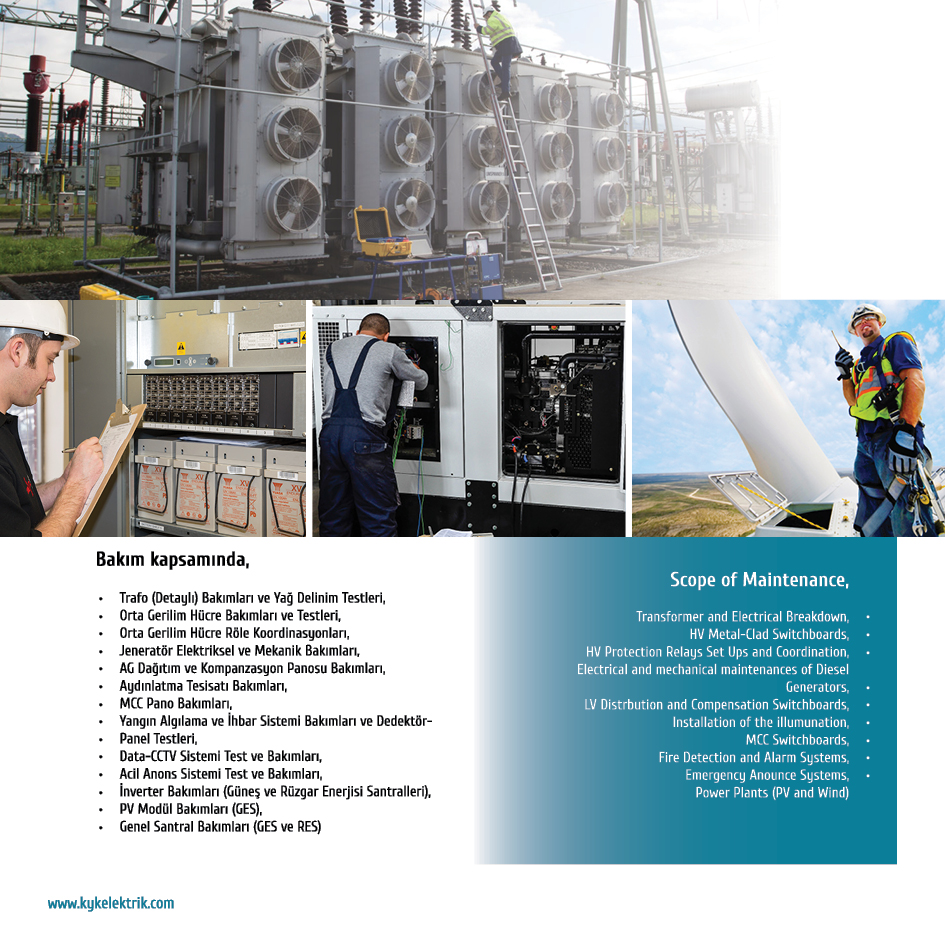 Bakım kapsamında,
• Trafo (Detaylı) Bakımları ve Yağ Delinim Testleri,
• Orta Gerilim Hücre Bakımları ve Testleri,
• Orta Gerilim Hücre Röle Koordinasyonları,
• Jeneratör Elektriksel ve Mekanik Bakımları,
• AG Dağıtım ve Kompanzasyon Panosu Bakımları,
• Aydınlatma Tesisatı Bakımları,
• MCC Pano Bakımları,
• Yangın Algılama ve İhbar Sistemi Bakımları ve Dedektör-
• Panel Testleri,
• Data-CCTV Sistemi Test ve Bakımları,
• Acil Anons Sistemi Test ve Bakımları,
• İnverter Bakımları (Güneş ve Rüzgar Enerjisi Santralleri),
• PV Modül Bakımları (GES),
• Genel Santral Bakımları (GES ve RES)
Scope of Maintenance,
Transformer and Electrical Breakdown, •
HV Metal-Clad Switchboards, •
HV Protection Relays Set Ups and Coordination, •
Electrical and mechanical maintenances of Diesel
Generators, •
LV Distrbution and Compensation Switchboards, •
Installation of the illumunation, •
MCC Switchboards, •
Fire Detection and Alarm Systems, •
Emergency Anounce Systems, •
Power Plants (PV and Wind)
www.kykelektrik.com